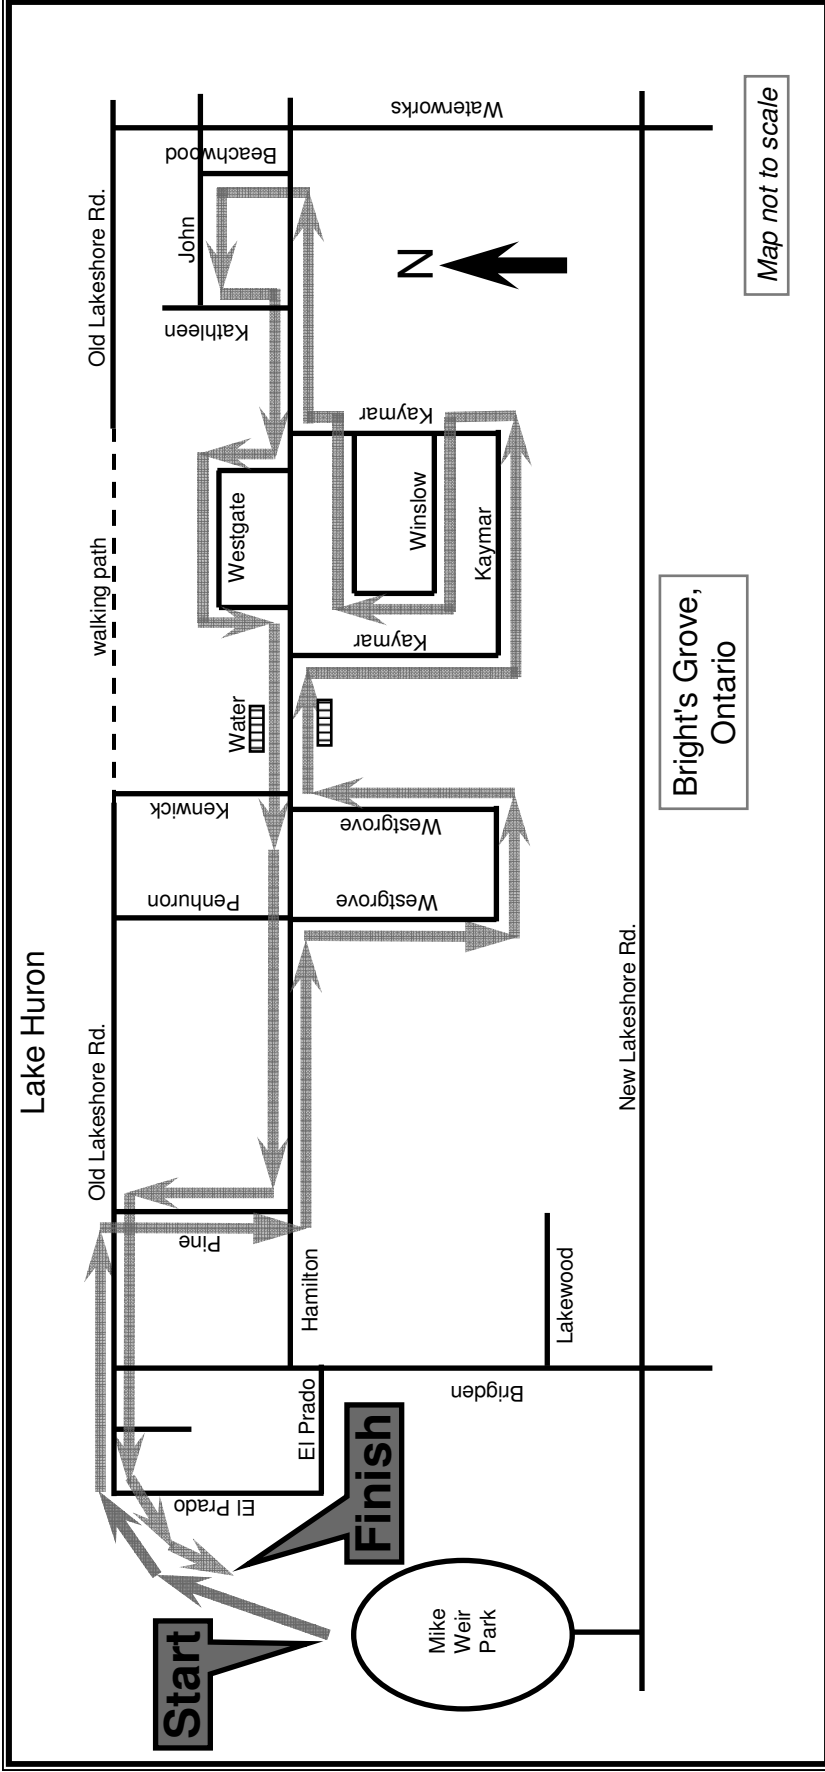 Lake Huron
Old Lakeshore Rd.
walking path
Old Lakeshore Rd.
El Prado
Pine
Penhuron
Kenwick
Water
Westgate
Kathleen
John
Beachwood
Waterworks
El Prado
Hamilton
Brigden
Westgrove
Westgrove
Kaymar
Winslow
Kaymar
Kaymar
N
Lakewood
New Lakeshore Rd.
Start
Finish
Mike
Weir
Park
Bright's Grove,
Ontario
Map not to scale